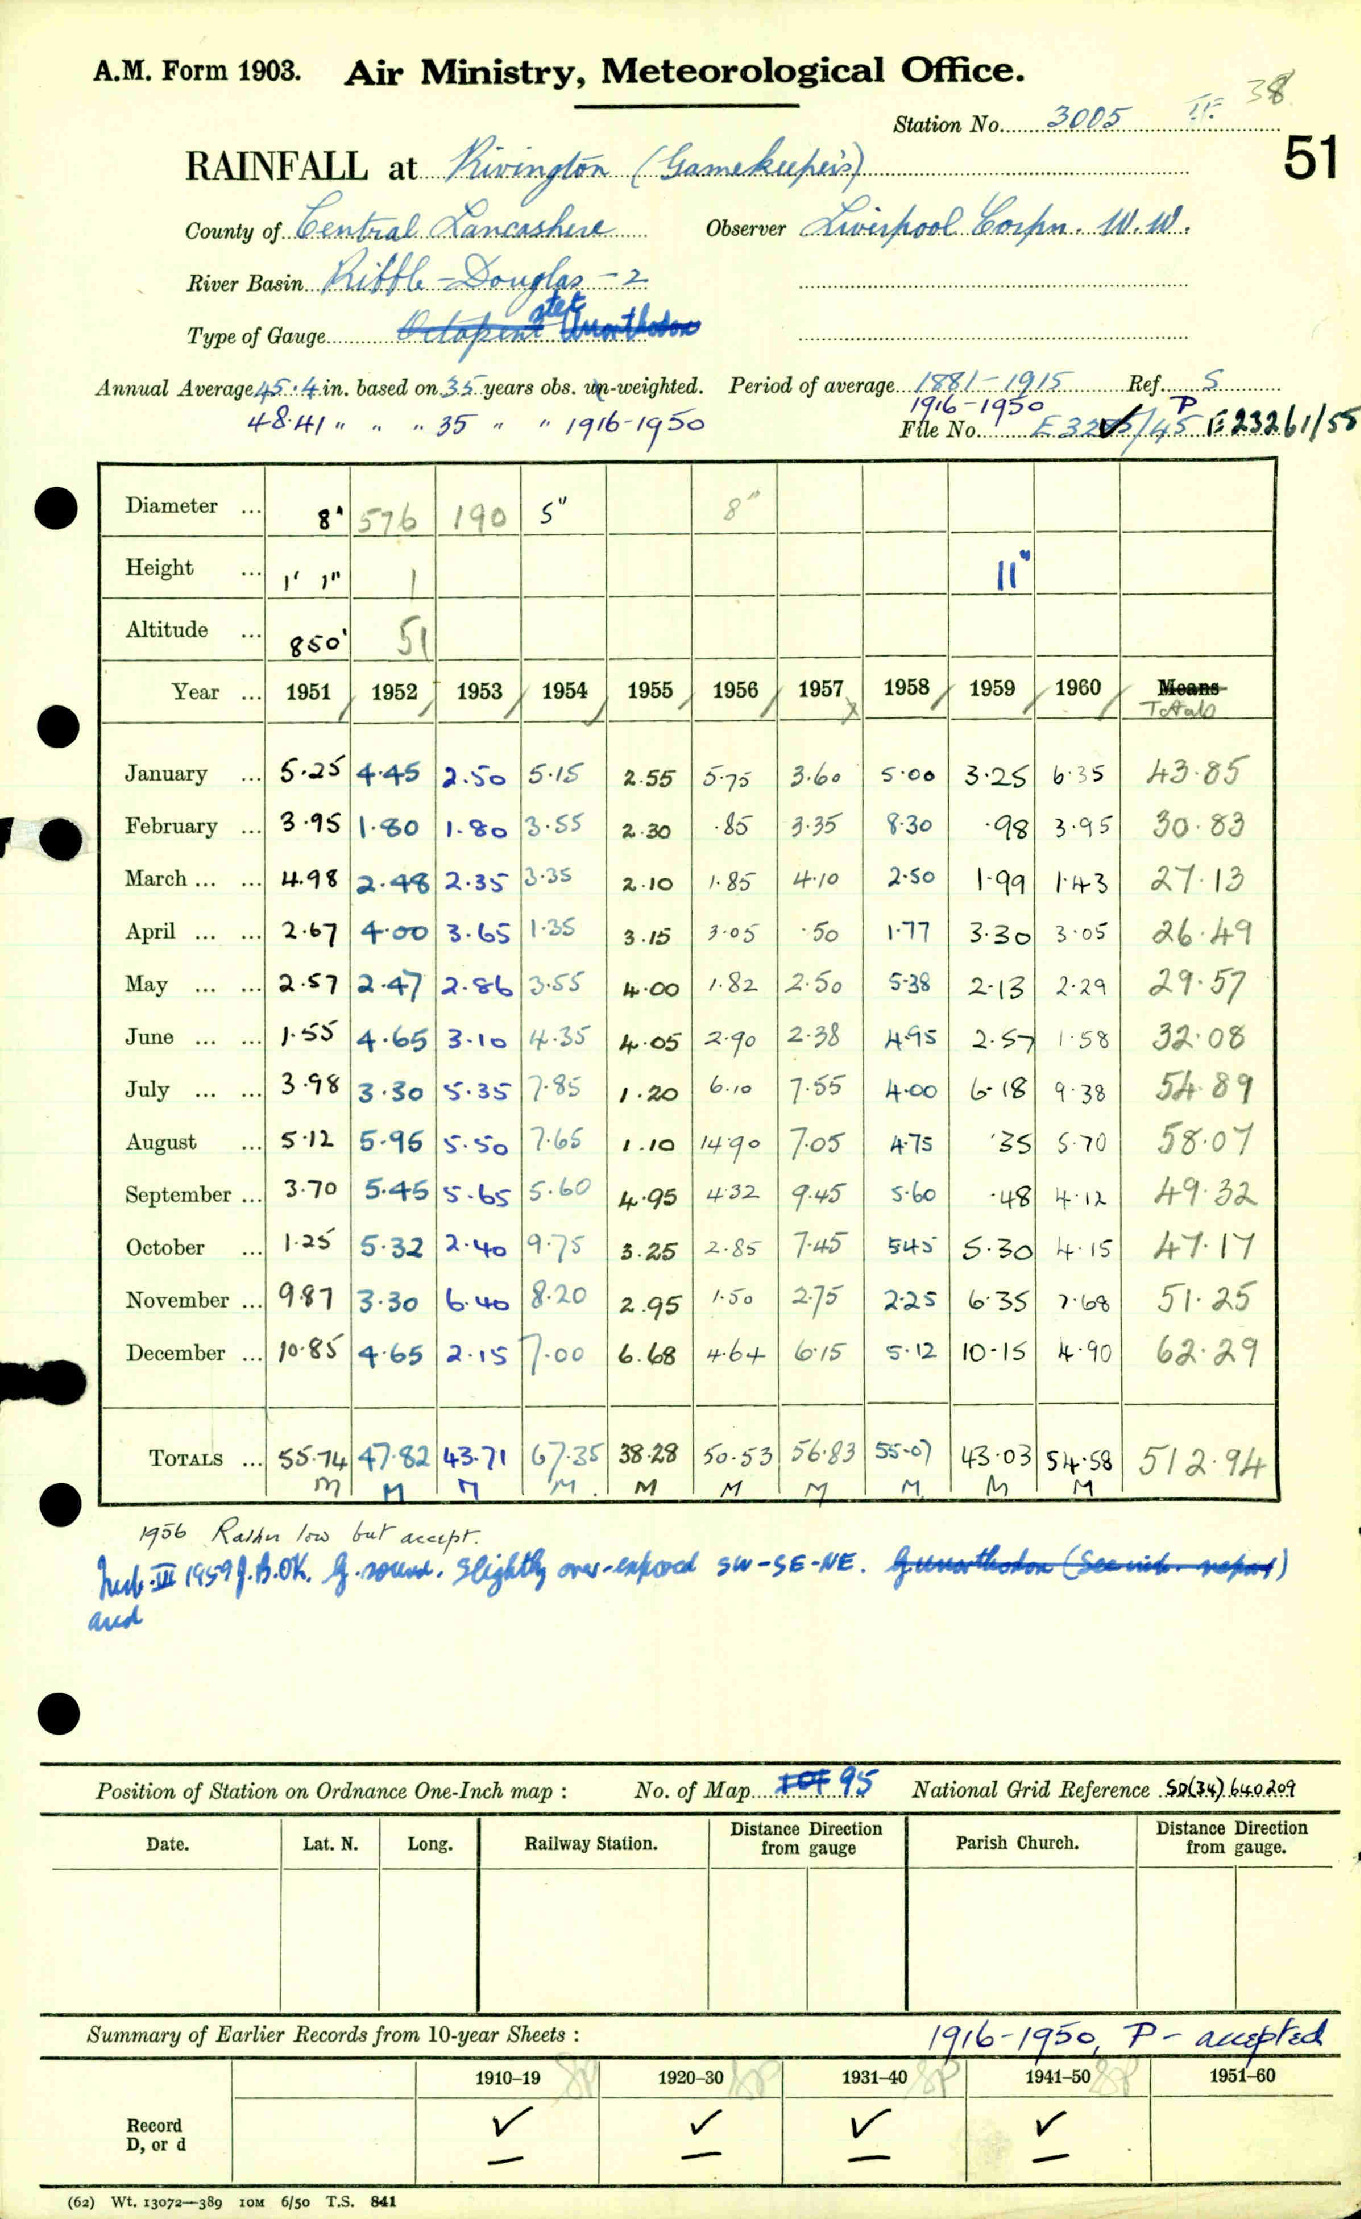 A.M. Form 1903. Air Ministry, Meteorological Office.
38
Station No. 3005
51
RAINFALL at Rivington (Gamekeeper's)
County of Central Lancashire Observer Liverpool Corpn. W.W.
River Basin Ribble - Douglas - 2
Type of Gauge Octapent stet Unorthodox
Annual Average 45.4 in. based on 35 years obs. un-weighted. Period of average 1881-1915 Ref. S
48.41 " " " 35 " " 1916-1950 1916-1950 P
File No. E 3255/45 E 23261/55
Diameter ... 8" 576 190 5" 8"
Height ... 1' 1" 1 11"
Altitude ... 850' 51
Year ... 1951 1952 1953 1954 1955 1956 1957 1958 1959 1960 Means
Totals
January ... 5.25 4.45 2.50 5.15 2.55 5.75 3.60 5.00 3.25 6.35 43.85
February ... 3.95 1.80 1.80 3.55 2.30 .85 3.35 8.30 .98 3.95 30.83
March ... ... 4.98 2.48 2.35 3.35 2.10 1.85 4.10 2.50 1.99 1.43 27.13
April ... ... 2.67 4.00 3.65 1.35 3.15 3.05 .50 1.77 3.30 3.05 26.49
May ... ... 2.57 2.47 2.86 3.55 4.00 1.82 2.50 5.38 2.13 2.29 29.57
June ... ... 1.55 4.65 3.10 4.35 4.05 2.90 2.38 4.95 2.57 1.58 32.08
July ... ... 3.98 3.30 5.35 7.85 1.20 6.10 7.55 4.00 6.18 9.38 54.89
August ... 5.12 5.95 5.50 7.65 1.10 14.90 7.05 4.75 .35 5.70 58.07
September ... 3.70 5.45 5.65 5.60 4.95 4.32 9.45 5.60 .48 4.12 49.32
October ... 1.25 5.32 2.40 9.75 3.25 2.85 7.45 5.45 5.30 4.15 47.17
November ... 9.87 3.30 6.40 8.20 2.95 1.50 2.75 2.25 6.35 7.68 51.25
December ... 10.85 4.65 2.15 7.00 6.68 4.64 6.15 5.12 10.15 4.90 62.29
TOTALS ... 55.74 47.82 43.71 67.35 38.28 50.53 56.83 55.07 43.03 54.58 512.94
M M M M M M M M M M
1956 Rather low but accept.
Insp. III 1959 J.B. OK. G. sound. Slightly over-exposed SW-SE-NE. G unorthodox (See insp. report)
and
Position of Station on Ordnance One-Inch map : No. of Map 95 National Grid Reference SD(34) 640209
Date. Lat. N. Long. Railway Station. Distance Direction from gauge Parish Church. Distance Direction from gauge.
Summary of Earlier Records from 10-year Sheets : 1916-1950, P - accepted
1910–19 1920–30 1931–40 1941–50 1951–60
Record ✓ ✓ ✓ ✓
D, or d — — — —
(62) Wt. 13072—389 10M 6/50 T.S. 841